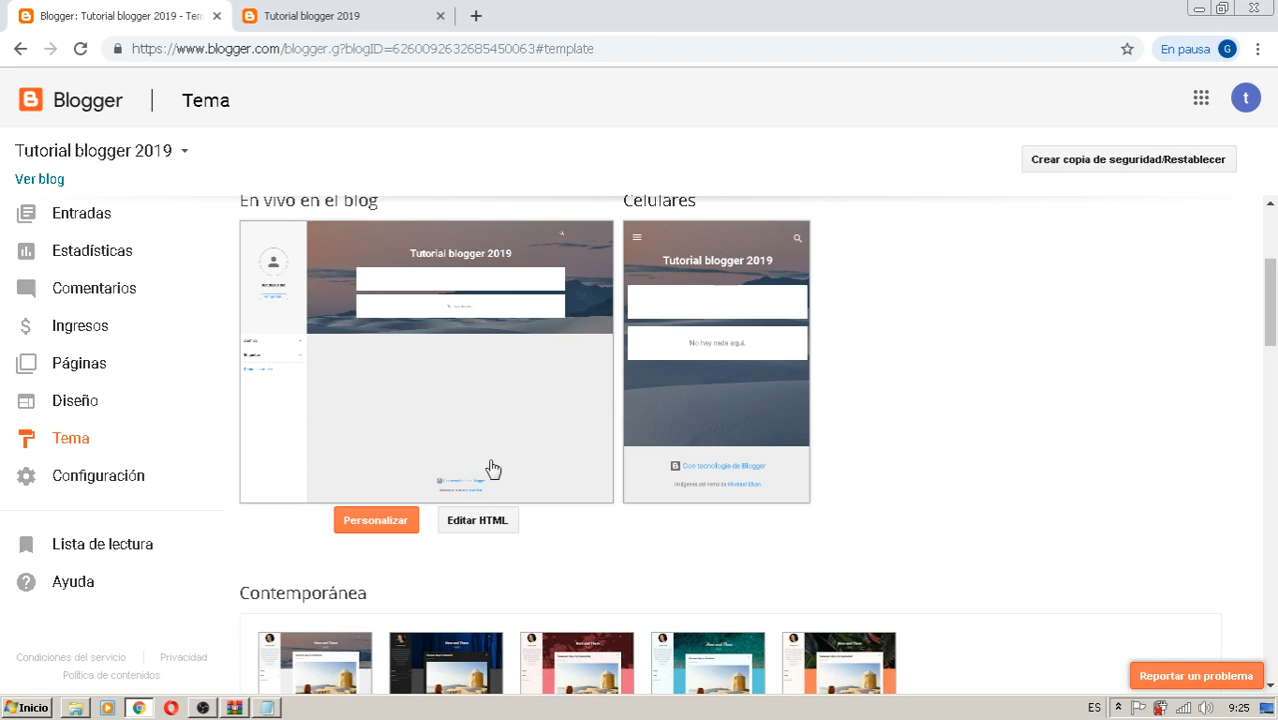 Blogger: Tutorial blogger 2019 - Tem
Tutorial blogger 2019
https://www.blogger.com/blogger.g?blogID=6260092632685450063#template
En pausa
G
Blogger
Tema
t
Tutorial blogger 2019
Crear copia de seguridad/Restablecer
Ver blog
Entradas
Estadísticas
Comentarios
Ingresos
Páginas
Diseño
Tema
Configuración
Lista de lectura
Ayuda
Condiciones del servicio
Privacidad
Política de contenidos
En vivo en el blog
Celulares
Tutorial blogger 2019
Tutorial blogger 2019
No hay nada aquí.
Con tecnología de Blogger
Imágenes del tema de Michael Elkan
Personalizar
Editar HTML
Contemporánea
Reportar un problema
Inicio
ES
9:25